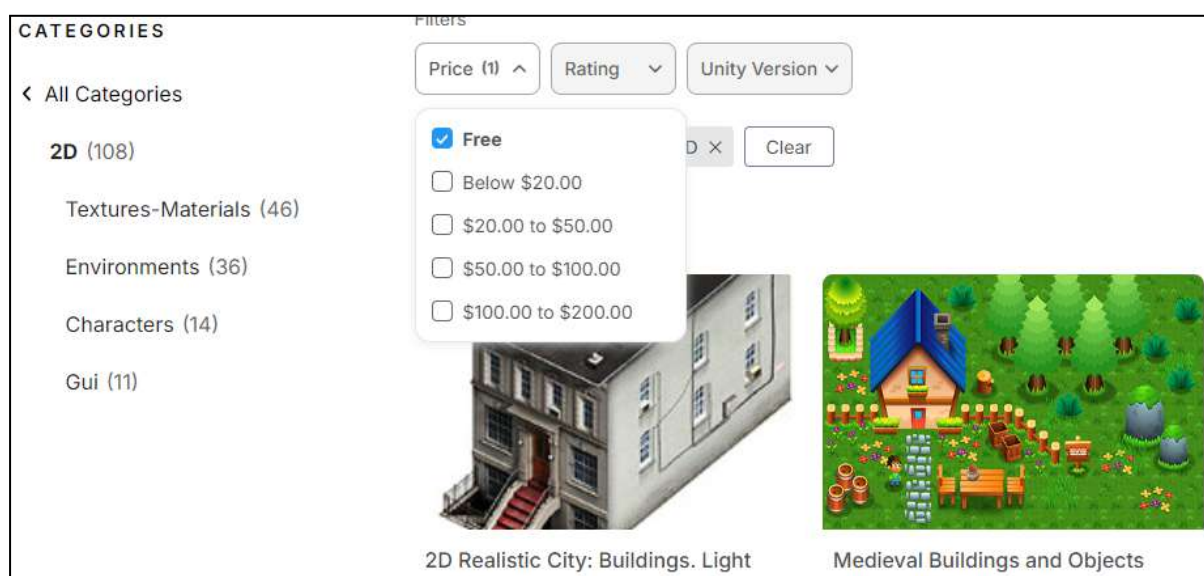 CATEGORIES
All Categories
2D (108)
Textures-Materials (46)
Environments (36)
Characters (14)
Gui (11)
Filters
Price (1)
Rating
Unity Version
D
Clear
Free
Below $20.00
$20.00 to $50.00
$50.00 to $100.00
$100.00 to $200.00
2D Realistic City: Buildings. Light
Medieval Buildings and Objects